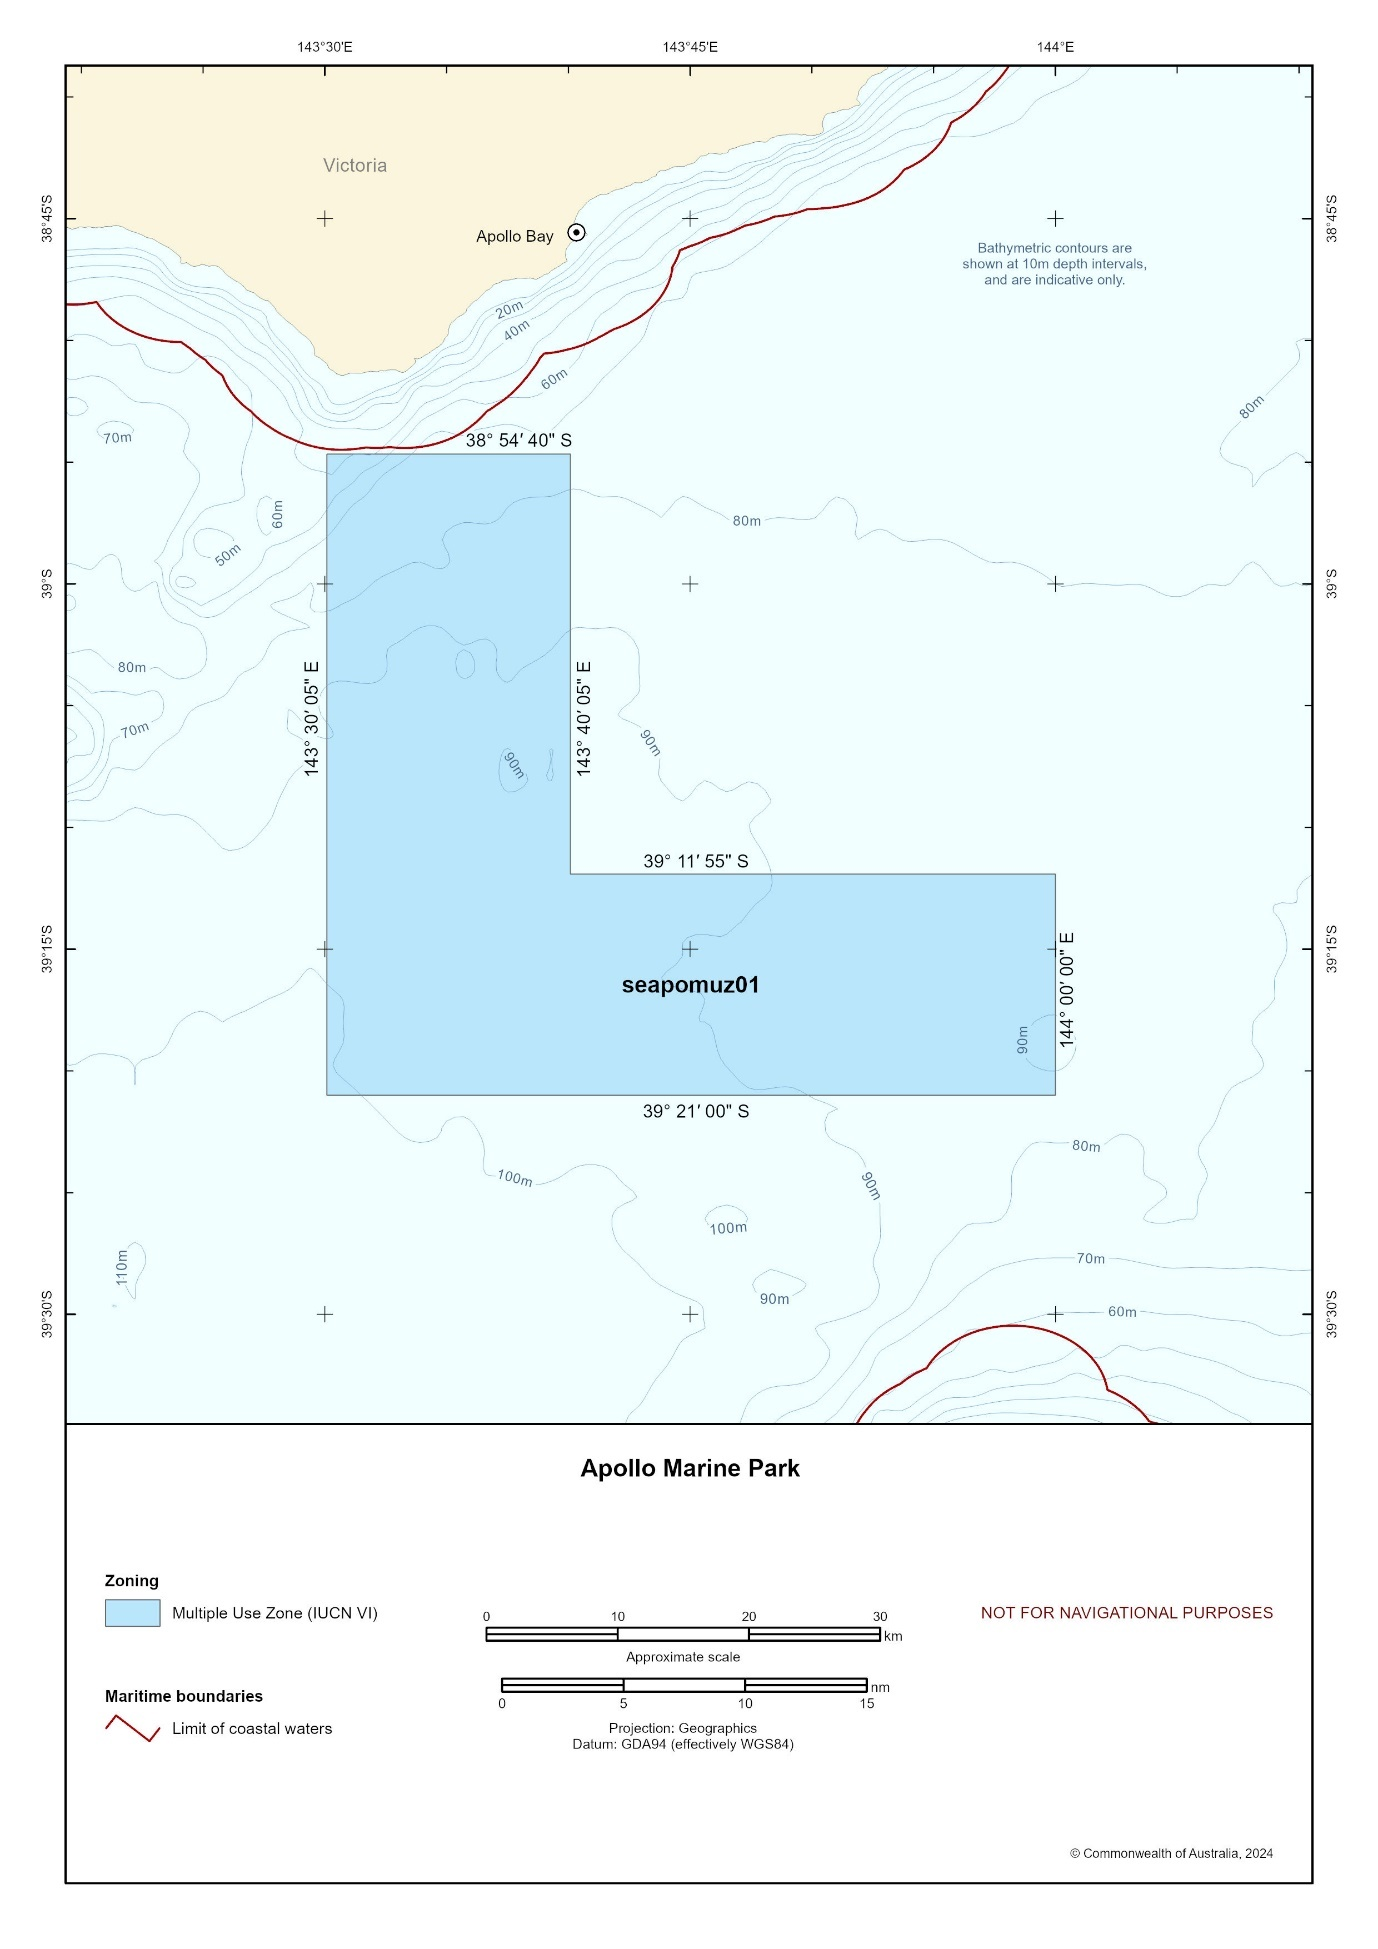 143°30'E
143°45'E
144°E
Victoria
38°45'S
38°45'S
Apollo Bay
Bathymetric contours are
shown at 10m depth intervals,
and are indicative only.
20m
40m
60m
80m
70m
38° 54′ 40″ S
60m
50m
80m
39°S
39°S
80m
143° 30′ 05″ E
143° 40′ 05″ E
70m
90m
90m
39° 11′ 55″ S
39°15'S
39°15'S
144° 00′ 00″ E
seapomuz01
90m
39° 21′ 00″ S
80m
100m
90m
100m
110m
70m
90m
60m
39°30'S
39°30'S
Apollo Marine Park
Zoning
Multiple Use Zone (IUCN VI)
0 10 20 30
km
Approximate scale
NOT FOR NAVIGATIONAL PURPOSES
nm
0 5 10 15
Maritime boundaries
Limit of coastal waters
Projection: Geographics
Datum: GDA94 (effectively WGS84)
© Commonwealth of Australia, 2024